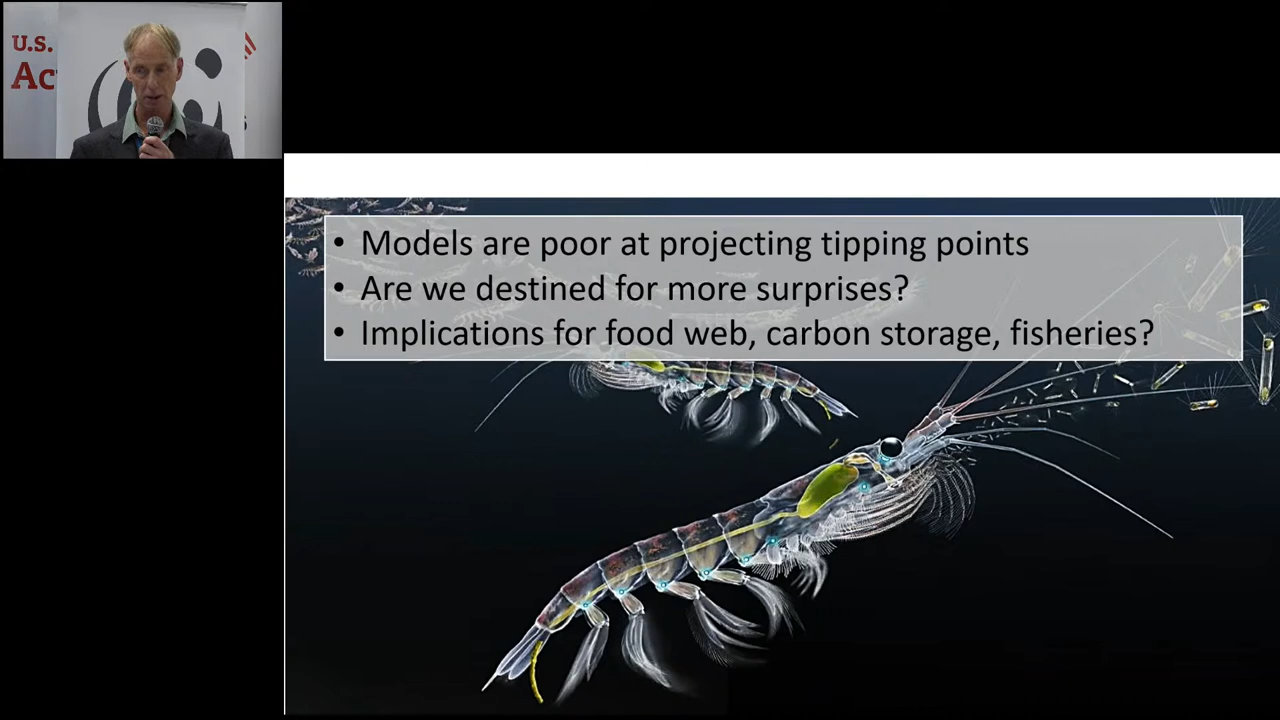 U.S.
Ac
• Models are poor at projecting tipping points
• Are we destined for more surprises?
• Implications for food web, carbon storage, fisheries?